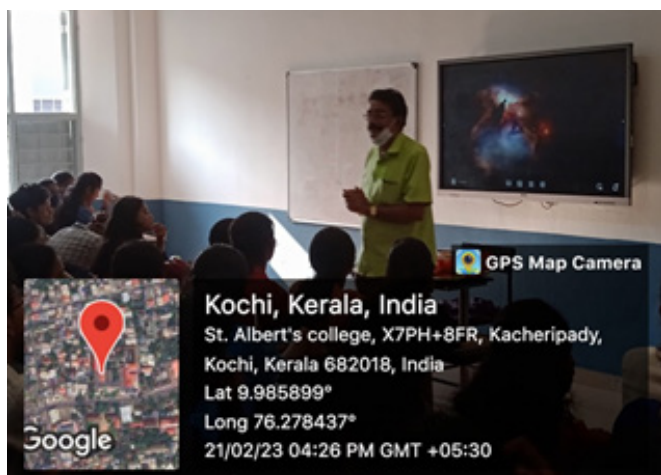 GPS Map Camera
Kochi, Kerala, India
St. Albert's college, X7PH+8FR, Kacheripady,
Kochi, Kerala 682018, India
Lat 9.985899°
Long 76.278437°
21/02/23 04:26 PM GMT +05:30
Google